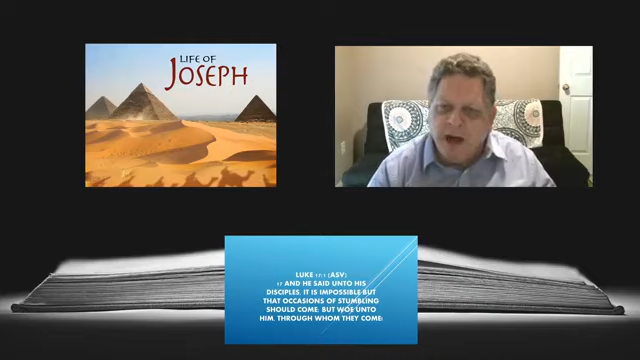 LIFE OF
JOSEPH
LUKE 17:1 (ASV)
17 AND HE SAID UNTO HIS
DISCIPLES, IT IS IMPOSSIBLE BUT
THAT OCCASIONS OF STUMBLING
SHOULD COME; BUT WOE UNTO
HIM, THROUGH WHOM THEY COME!